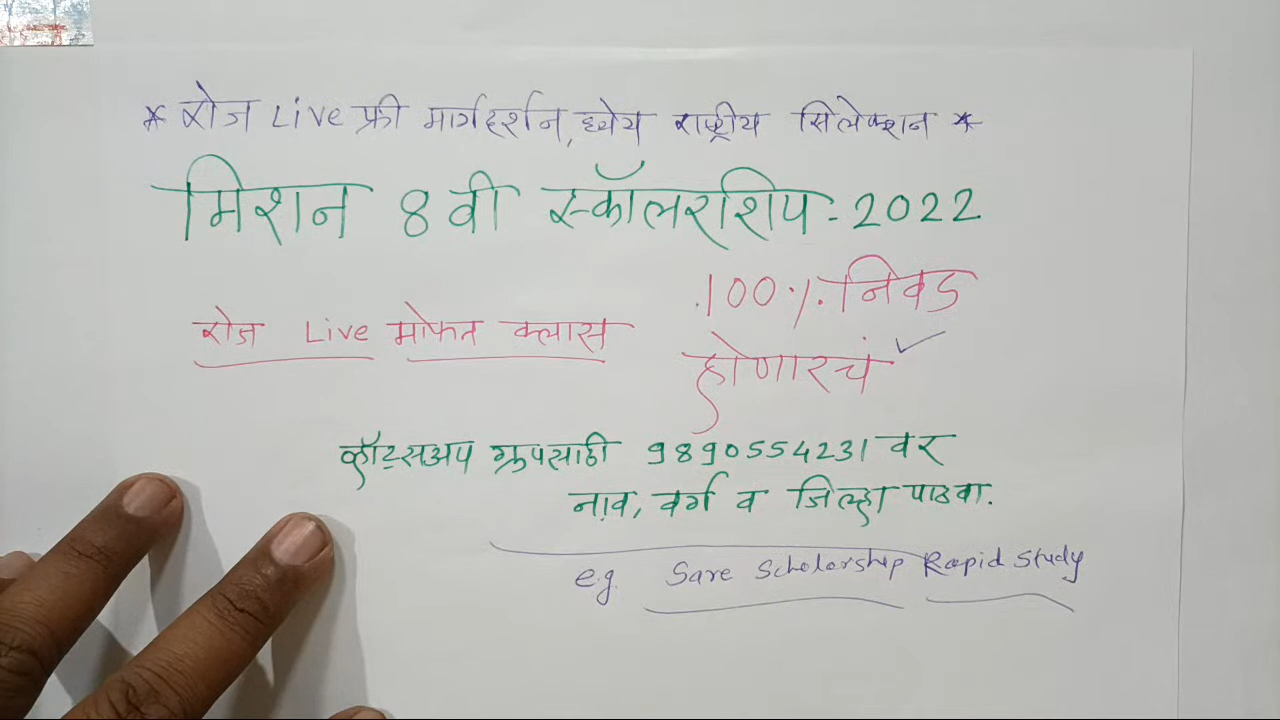 * रोज Live फ्री मार्गदर्शन, ध्येय राष्ट्रीय सिलेक्शन *
मिशन 8 वी स्कॉलरशिप - 2022
रोज Live मोफत क्लास
100% निवड
होणारचं ✓
व्हॉट्सअप ग्रुपसाठी 9890554231 वर
नाव, वर्ग व जिल्हा पाठवा.
e.g. Save Scholorship Rapid Study